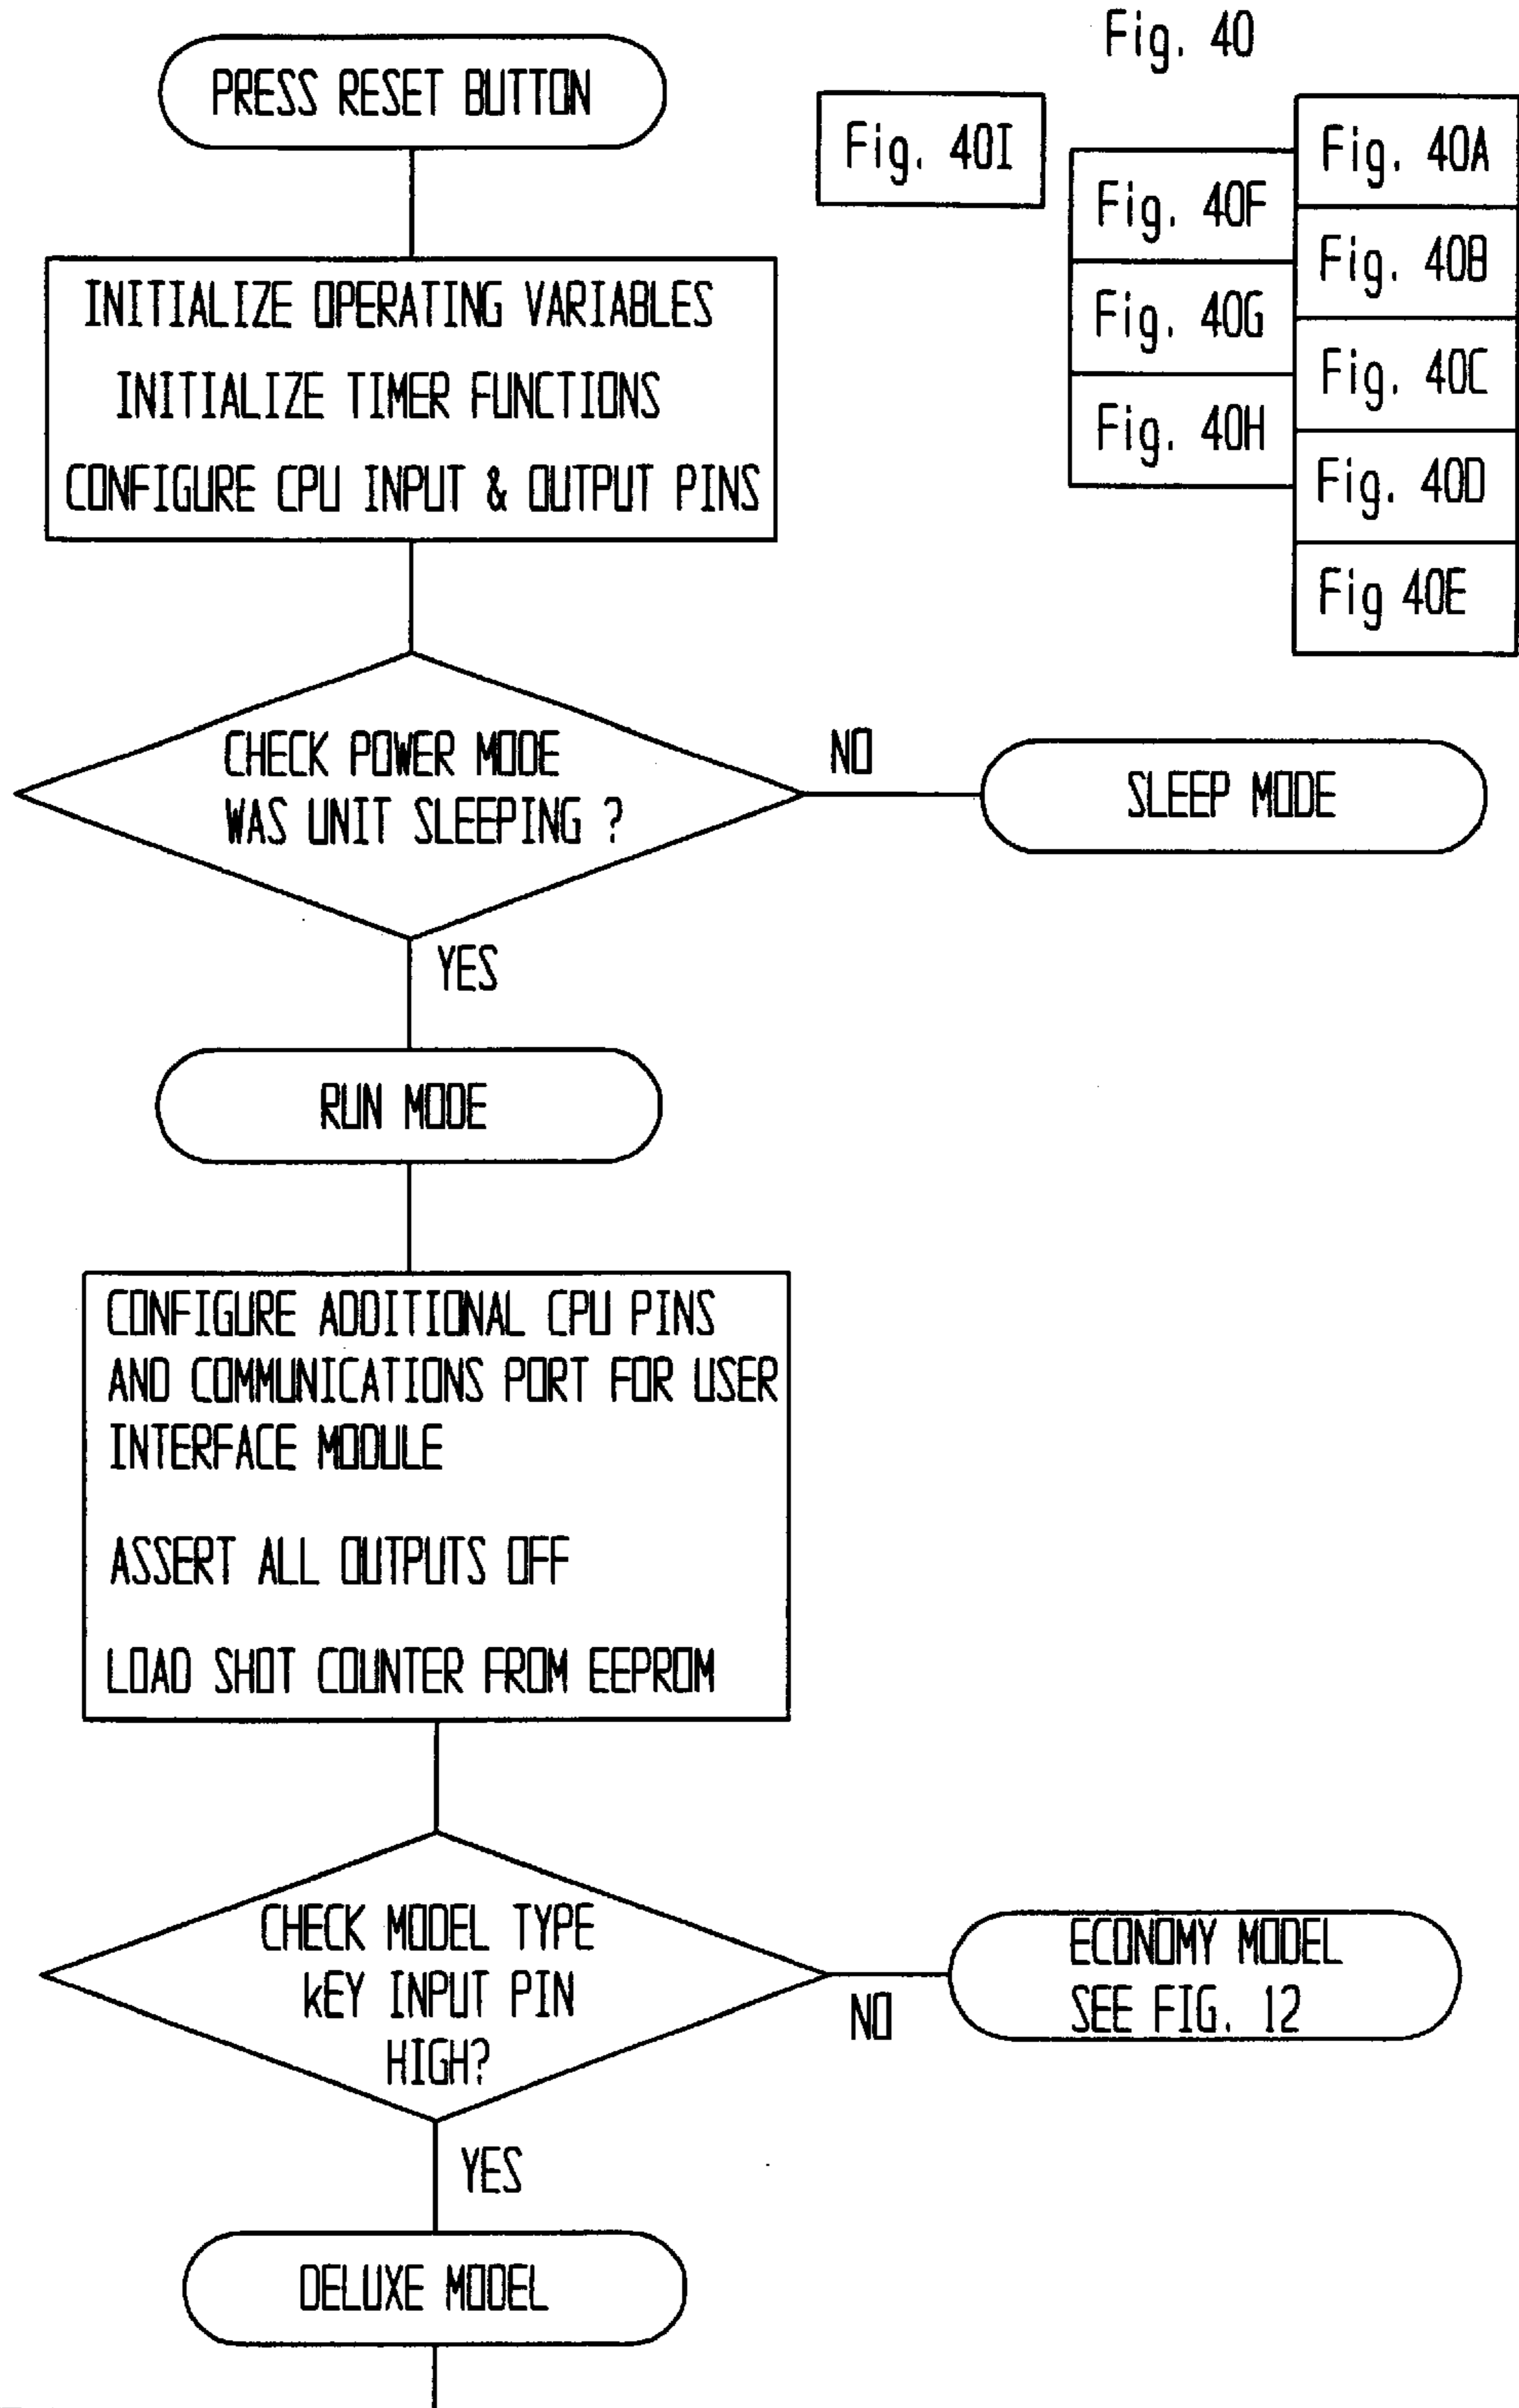 Fig. 40
Fig. 40I
Fig. 40A
Fig. 40F
Fig. 40B
Fig. 40G
Fig. 40C
Fig. 40H
Fig. 40D
Fig 40E
PRESS RESET BUTTON
INITIALIZE OPERATING VARIABLES
INITIALIZE TIMER FUNCTIONS
CONFIGURE CPU INPUT & OUTPUT PINS
CHECK POWER MODE
WAS UNIT SLEEPING ?
NO
SLEEP MODE
YES
RUN MODE
CONFIGURE ADDITIONAL CPU PINS
AND COMMUNICATIONS PORT FOR USER
INTERFACE MODULE
ASSERT ALL OUTPUTS OFF
LOAD SHOT COUNTER FROM EEPROM
CHECK MODEL TYPE
kEY INPUT PIN
HIGH?
NO
ECONOMY MODEL
SEE FIG. 12
YES
DELUXE MODEL